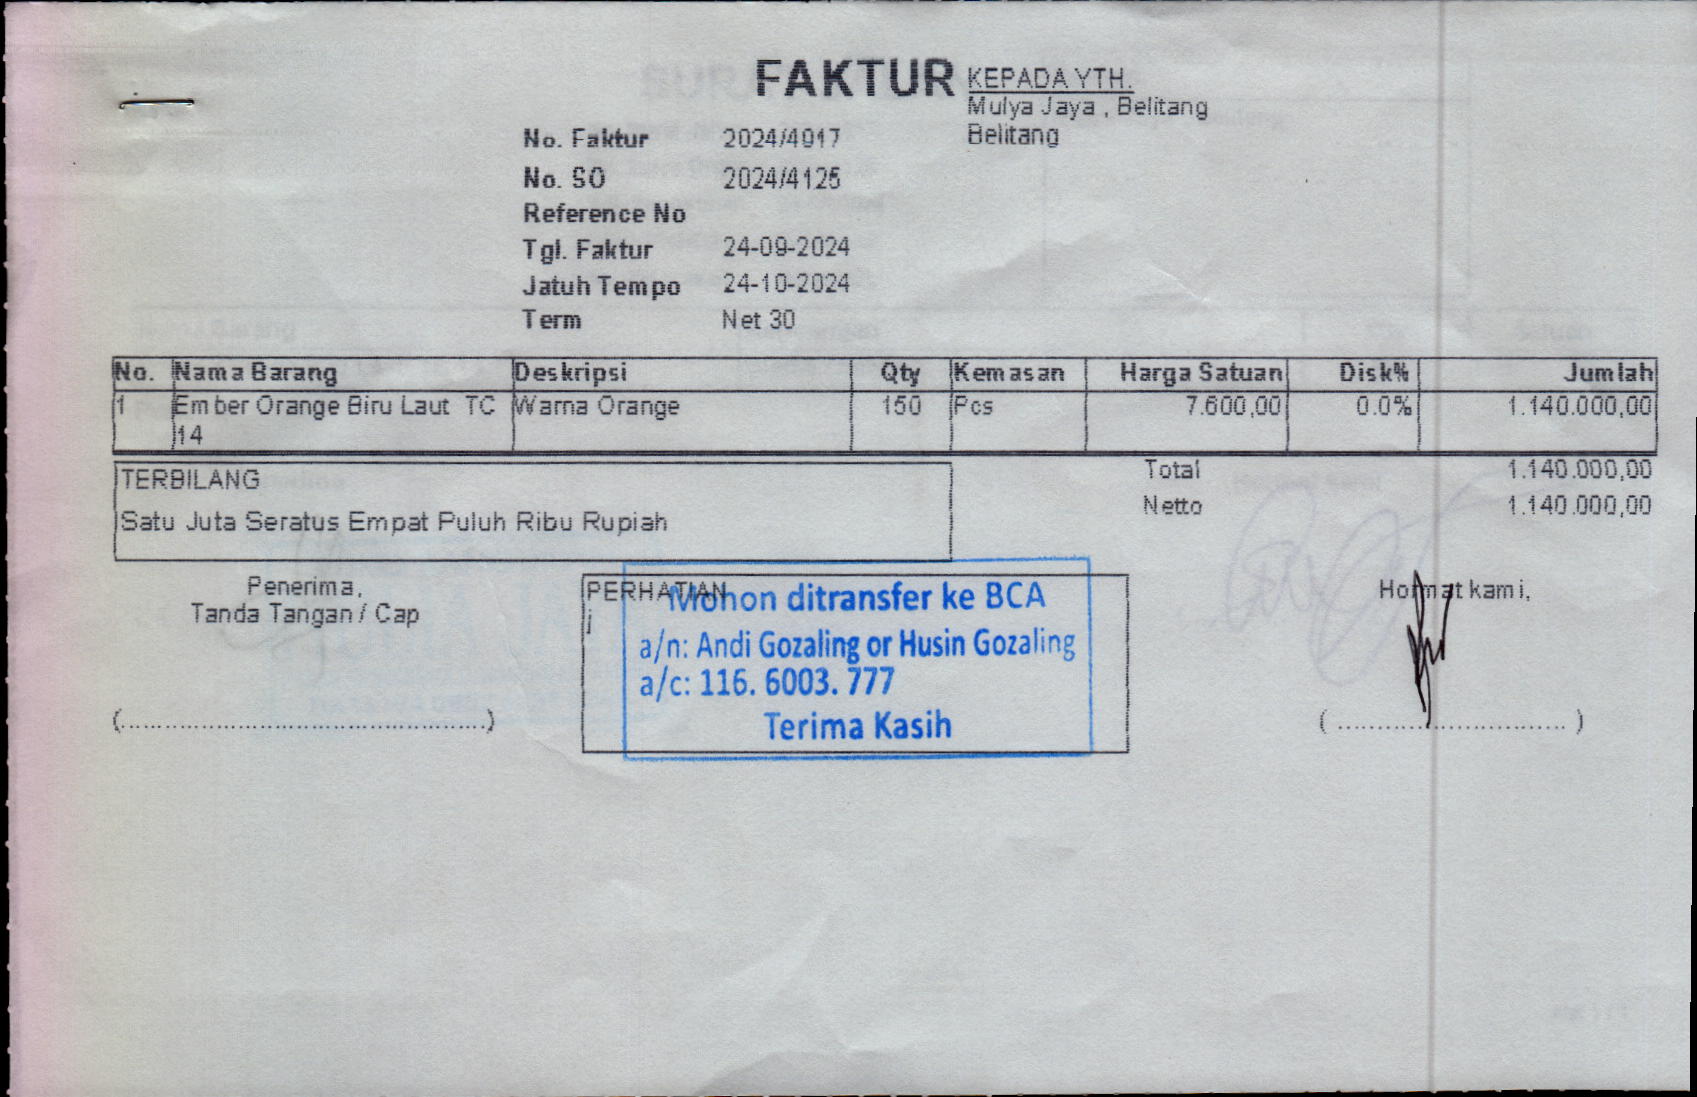 FAKTUR
KEPADA YTH.
Mulya Jaya , Belitang
Belitang
No. Faktur 2024/4017
No. SO 2024/4125
Reference No
Tgl. Faktur 24-09-2024
Jatuh Tempo 24-10-2024
Term Net 30
No. Nama Barang Deskripsi Qty Kemasan Harga Satuan Disk% Jumlah
1 Ember Orange Biru Laut TC Warna Orange 150 Pcs 7.600,00 0.0% 1.140.000,00
14
TERBILANG
Satu Juta Seratus Empat Puluh Ribu Rupiah
Total 1.140.000,00
Netto 1.140.000,00
Penerima,
Tanda Tangan / Cap
(........................................................)
PERHATIAN
i
Mohon ditransfer ke BCA
a/n: Andi Gozaling or Husin Gozaling
a/c: 116. 6003. 777
Terima Kasih
Hormat kami,
( .................................. )